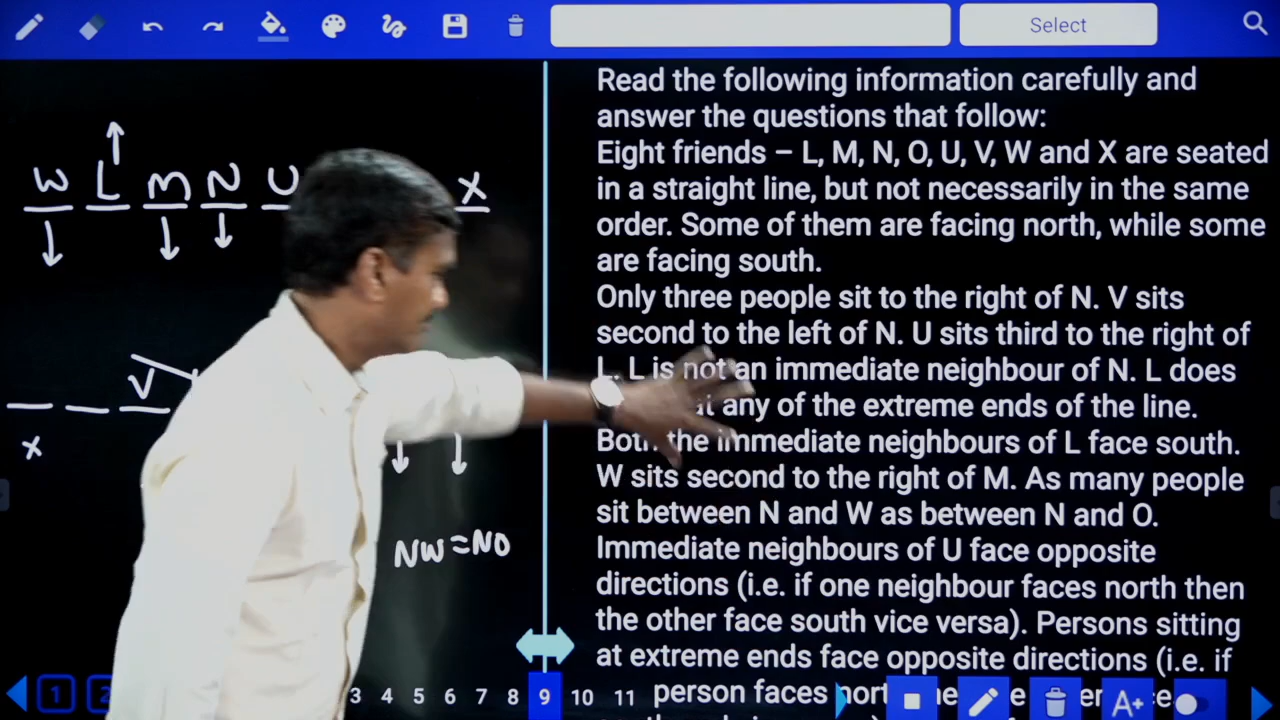 Select
Read the following information carefully and
answer the questions that follow:
Eight friends – L, M, N, O, U, V, W and X are seated
in a straight line, but not necessarily in the same
order. Some of them are facing north, while some
are facing south.
Only three people sit to the right of N. V sits
second to the left of N. U sits third to the right of
L. L is not an immediate neighbour of N. L does
any of the extreme ends of the line.
Both the immediate neighbours of L face south.
W sits second to the right of M. As many people
sit between N and W as between N and O.
Immediate neighbours of U face opposite
directions (i.e. if one neighbour faces north then
the other face south vice versa). Persons sitting
at extreme ends face opposite directions (i.e. if
person faces
W L M N U X
V
x
NW = NO
1 2 3 4 5 6 7 8 9 10 11
A+